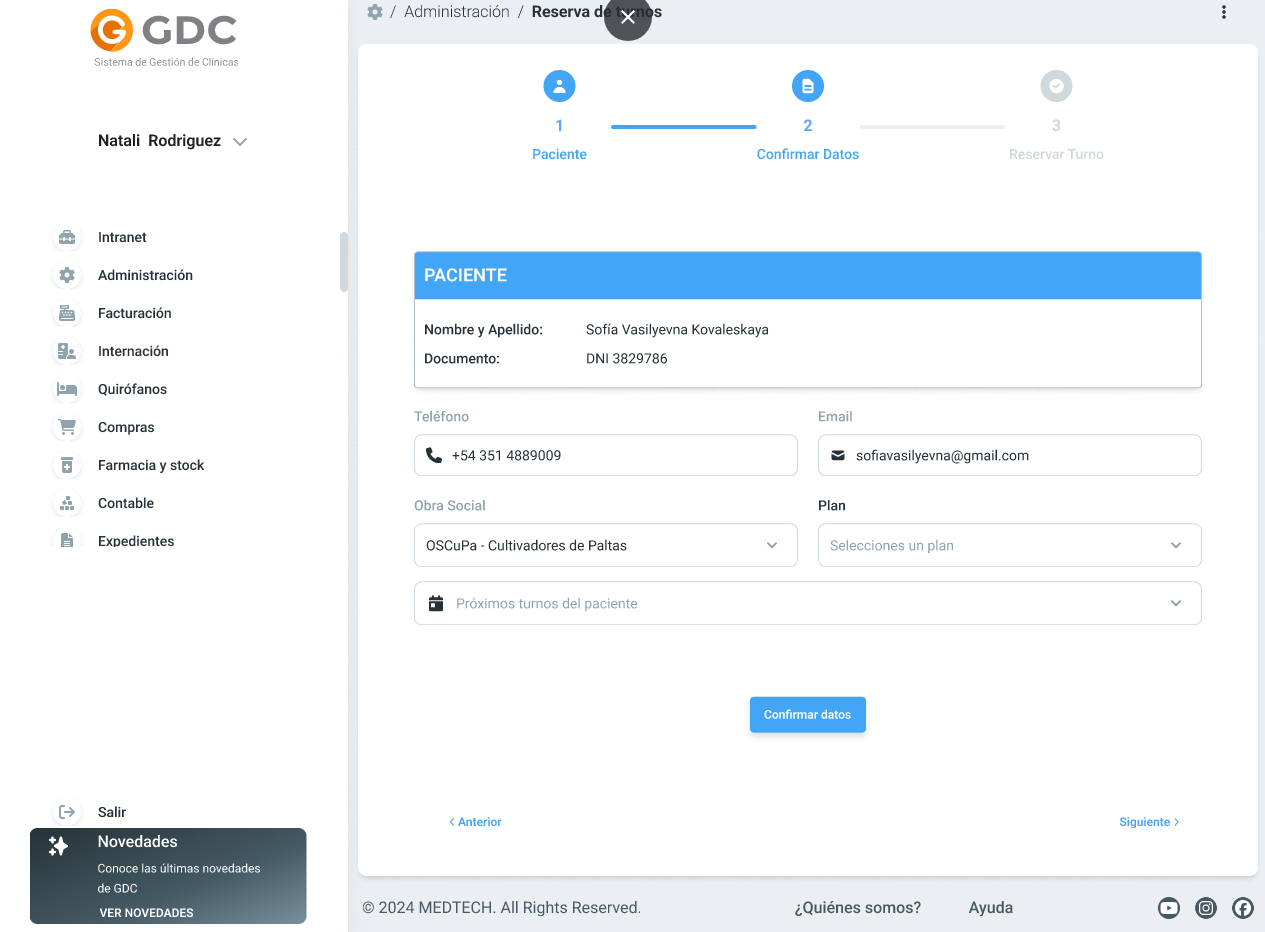 GDC
Sistema de Gestión de Clínicas
Natali Rodriguez
Intranet
Administración
Facturación
Internación
Quirófanos
Compras
Farmacia y stock
Contable
Expedientes
Salir
Novedades
Conoce las últimas novedades
de GDC
VER NOVEDADES
/ Administración / Reserva de turnos
1
Paciente
2
Confirmar Datos
3
Reservar Turno
PACIENTE
Nombre y Apellido: Sofía Vasilyevna Kovaleskaya
Documento: DNI 3829786
Teléfono
+54 351 4889009
Email
sofiavasilyevna@gmail.com
Obra Social
OSCuPa - Cultivadores de Paltas
Plan
Selecciones un plan
Próximos turnos del paciente
Confirmar datos
Anterior
Siguiente
© 2024 MEDTECH. All Rights Reserved.
¿Quiénes somos?
Ayuda